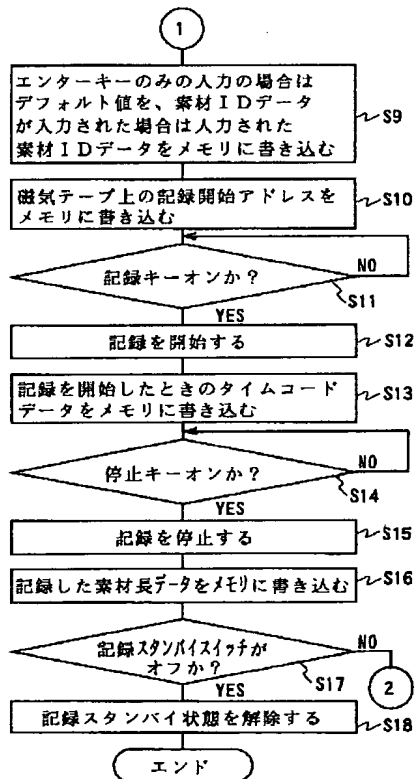 1
エンターキーのみの入力の場合は
デフォルト値を、素材IDデータ
が入力された場合は入力された
素材IDデータをメモリに書き込む
S9
磁気テープ上の記録開始アドレスを
メモリに書き込む
S10
記録キーオンか?
NO
S11
YES
記録を開始する
S12
記録を開始したときのタイムコード
データをメモリに書き込む
S13
停止キーオンか?
NO
S14
YES
記録を停止する
S15
記録した素材長データをメモリに書き込む
S16
記録スタンバイスイッチが
オフか?
NO
S17
2
YES
記録スタンバイ状態を解除する
S18
エンド